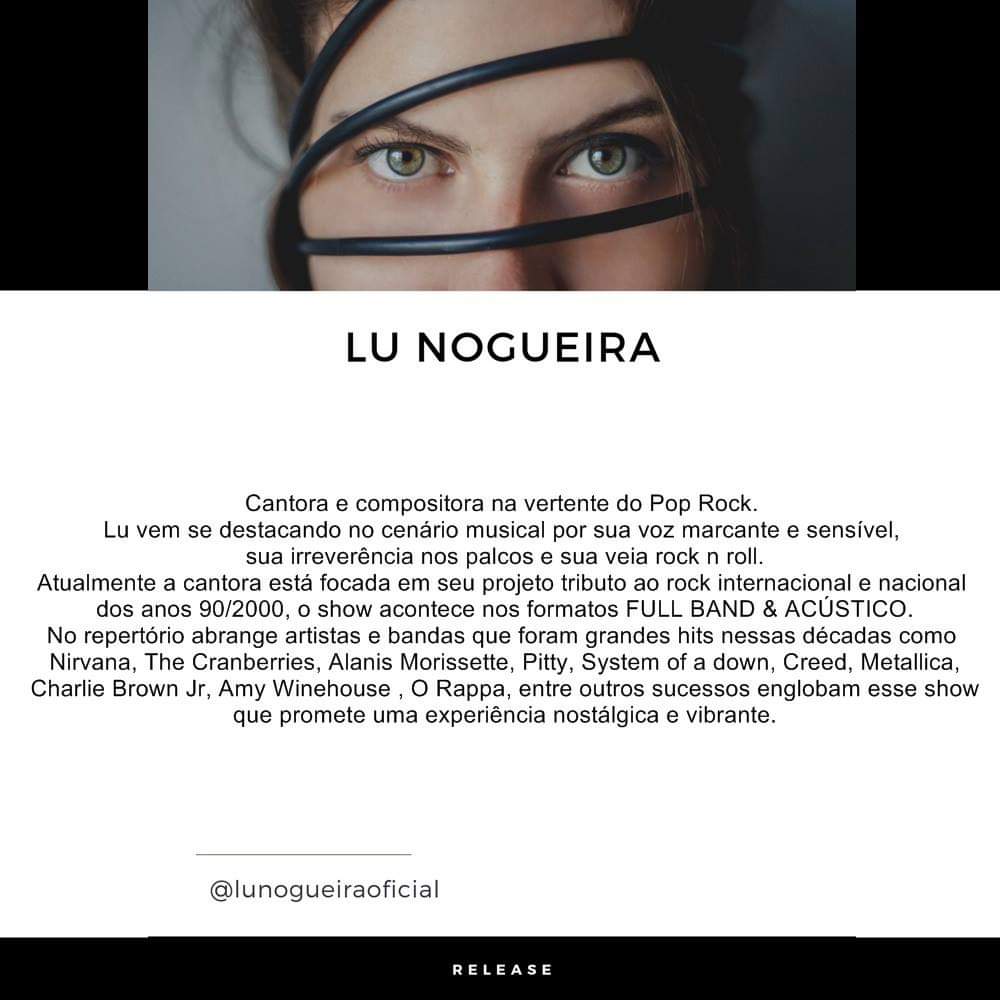 LU NOGUEIRA
Cantora e compositora na vertente do Pop Rock.
Lu vem se destacando no cenário musical por sua voz marcante e sensível,
sua irreverência nos palcos e sua veia rock n roll.
Atualmente a cantora está focada em seu projeto tributo ao rock internacional e nacional
dos anos 90/2000, o show acontece nos formatos FULL BAND & ACÚSTICO.
No repertório abrange artistas e bandas que foram grandes hits nessas décadas como
Nirvana, The Cranberries, Alanis Morissette, Pitty, System of a down, Creed, Metallica,
Charlie Brown Jr, Amy Winehouse , O Rappa, entre outros sucessos englobam esse show
que promete uma experiência nostálgica e vibrante.
@lunogueiraoficial
RELEASE